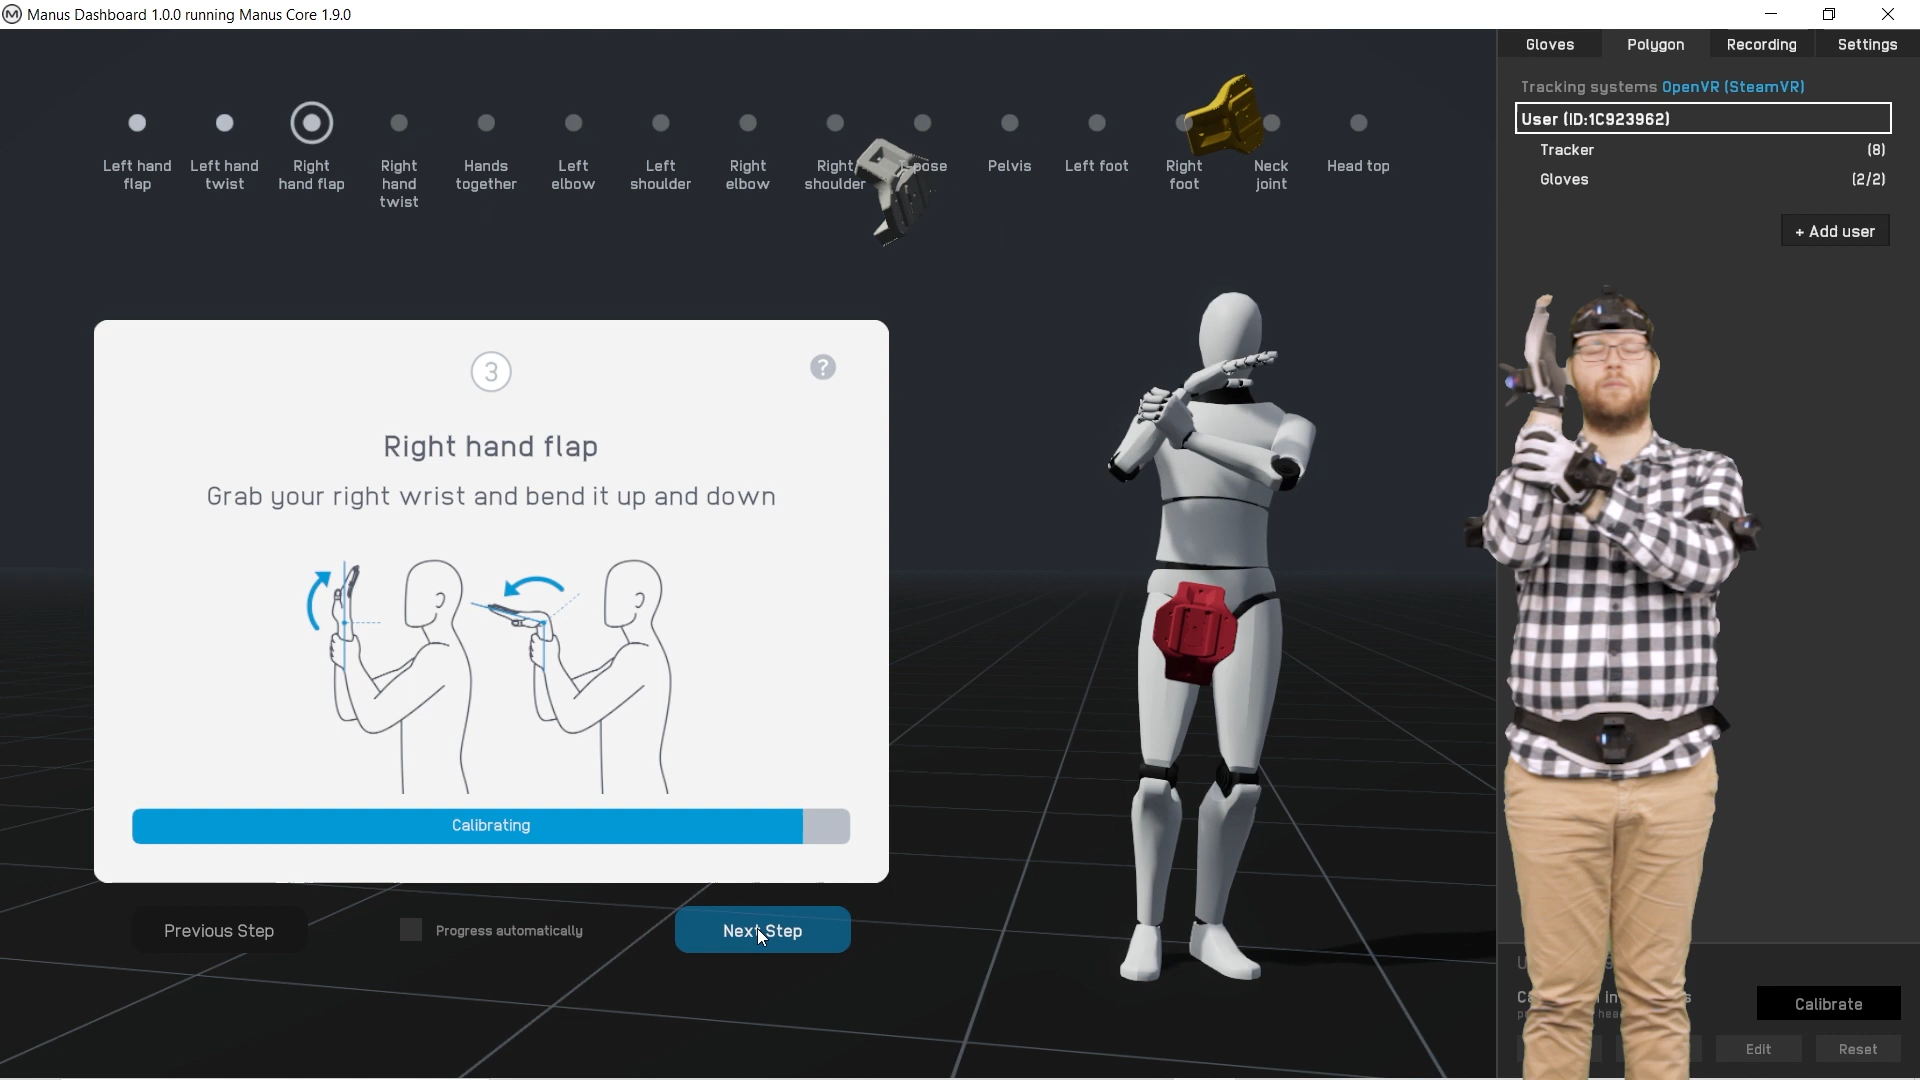 Manus Dashboard 1.0.0 running Manus Core 1.9.0
Gloves
Polygon
Recording
Settings
Tracking systems OpenVR (SteamVR)
User (ID:1C923962)
Tracker
(8)
Gloves
(2/2)
+ Add user
Left hand
flap
Left hand
twist
Right
hand flap
Right
hand
twist
Hands
together
Left
elbow
Left
shoulder
Right
elbow
Right
shoulder
pose
Pelvis
Left foot
Right
foot
Neck
joint
Head top
3
?
Right hand flap
Grab your right wrist and bend it up and down
Calibrating
Previous Step
Progress automatically
Next Step
Calibrate
Edit
Reset